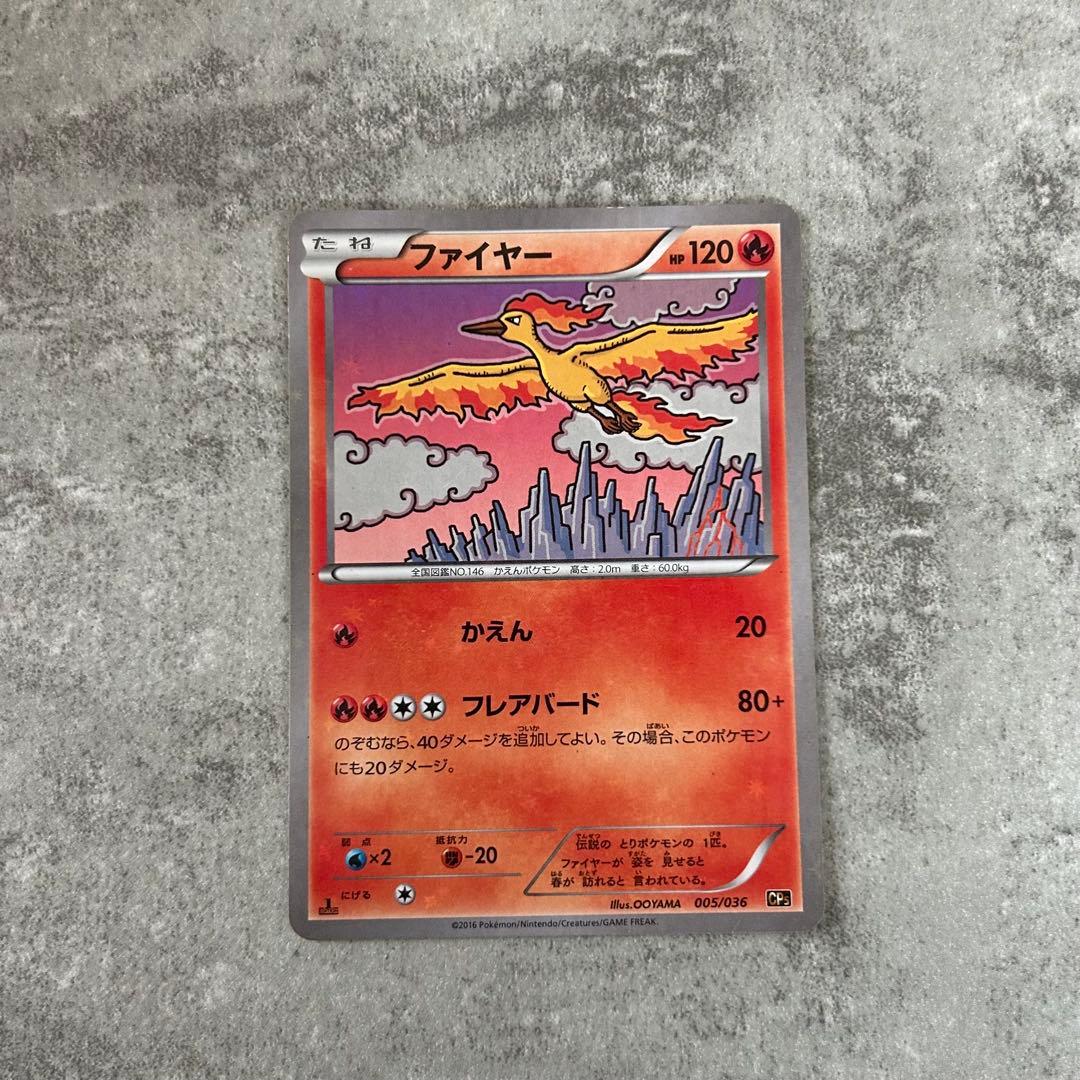 たね ファイヤー HP120
全国図鑑NO.146 かえんポケモン 高さ:2.0m 重さ:60.0kg
かえん 20
フレアバード 80+
のぞむなら、40ダメージを追加してよい。その場合、このポケモン
にも20ダメージ。
弱点 抵抗力
×2 -20
にげる
伝説の とりポケモンの 1匹。
ファイヤーが 姿を 見せると
春が 訪れると 言われている。
Illus.OOYAMA 005/036 CP5
1 EDITION
©2016 Pokémon/Nintendo/Creatures/GAME FREAK.